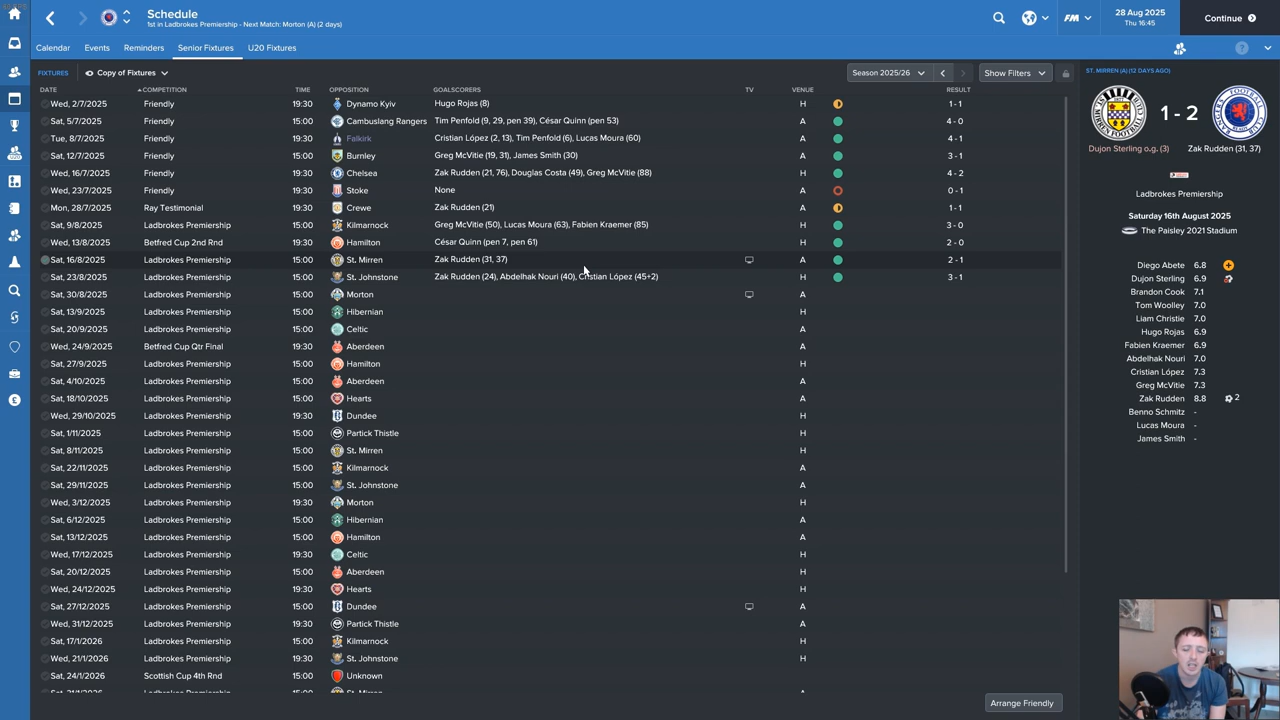 Schedule
1st in Ladbrokes Premiership - Next Match: Morton (A) (2 days)
FM
28 Aug 2025
Thu 16:45
Continue
Calendar Events Reminders Senior Fixtures U20 Fixtures
FIXTURES Copy of Fixtures Season 2025/26 Show Filters
DATE COMPETITION TIME OPPOSITION GOALSCORERS TV VENUE RESULT
Wed, 2/7/2025 Friendly 19:30 Dynamo Kyiv Hugo Rojas (8) H 1-1
Sat, 5/7/2025 Friendly 15:00 Cambuslang Rangers Tim Penfold (9, 29, pen 39), César Quinn (pen 53) A 4-0
Tue, 8/7/2025 Friendly 19:30 Falkirk Cristian López (2, 13), Tim Penfold (6), Lucas Moura (60) A 4-1
Sat, 12/7/2025 Friendly 15:00 Burnley Greg McVitie (19, 31), James Smith (30) A 3-1
Wed, 16/7/2025 Friendly 19:30 Chelsea Zak Rudden (21, 76), Douglas Costa (49), Greg McVitie (88) H 4-2
Wed, 23/7/2025 Friendly 19:30 Stoke None A 0-1
Mon, 28/7/2025 Ray Testimonial 19:30 Crewe Zak Rudden (21) A 1-1
Sat, 9/8/2025 Ladbrokes Premiership 15:00 Kilmarnock Greg McVitie (50), Lucas Moura (63), Fabien Kraemer (85) H 3-0
Wed, 13/8/2025 Betfred Cup 2nd Rnd 19:30 Hamilton César Quinn (pen 7, pen 61) H 2-0
Sat, 16/8/2025 Ladbrokes Premiership 15:00 St. Mirren Zak Rudden (31, 37) A 2-1
Sat, 23/8/2025 Ladbrokes Premiership 15:00 St. Johnstone Zak Rudden (24), Abdelhak Nouri (40), Cristian López (45+2) H 3-1
Sat, 30/8/2025 Ladbrokes Premiership 15:00 Morton A
Sat, 13/9/2025 Ladbrokes Premiership 15:00 Hibernian H
Sat, 20/9/2025 Ladbrokes Premiership 15:00 Celtic A
Wed, 24/9/2025 Betfred Cup Qtr Final 19:30 Aberdeen A
Sat, 27/9/2025 Ladbrokes Premiership 15:00 Hamilton H
Sat, 4/10/2025 Ladbrokes Premiership 15:00 Aberdeen A
Sat, 18/10/2025 Ladbrokes Premiership 15:00 Hearts A
Wed, 29/10/2025 Ladbrokes Premiership 19:30 Dundee H
Sat, 1/11/2025 Ladbrokes Premiership 15:00 Partick Thistle H
Sat, 8/11/2025 Ladbrokes Premiership 15:00 St. Mirren H
Sat, 22/11/2025 Ladbrokes Premiership 15:00 Kilmarnock A
Sat, 29/11/2025 Ladbrokes Premiership 15:00 St. Johnstone A
Wed, 3/12/2025 Ladbrokes Premiership 19:30 Morton H
Sat, 6/12/2025 Ladbrokes Premiership 15:00 Hibernian A
Sat, 13/12/2025 Ladbrokes Premiership 15:00 Hamilton A
Wed, 17/12/2025 Ladbrokes Premiership 19:30 Celtic H
Sat, 20/12/2025 Ladbrokes Premiership 15:00 Aberdeen H
Wed, 24/12/2025 Ladbrokes Premiership 19:30 Hearts H
Sat, 27/12/2025 Ladbrokes Premiership 15:00 Dundee A
Wed, 31/12/2025 Ladbrokes Premiership 19:30 Partick Thistle A
Sat, 17/1/2026 Ladbrokes Premiership 15:00 Kilmarnock H
Wed, 21/1/2026 Ladbrokes Premiership 19:30 St. Johnstone H
Sat, 24/1/2026 Scottish Cup 4th Rnd 15:00 Unknown
Arrange Friendly
ST. MIRREN (A) (12 DAYS AGO)
1 - 2
Dujon Sterling o.g. (3) Zak Rudden (31, 37)
Ladbrokes Premiership
Saturday 16th August 2025
The Paisley 2021 Stadium
Diego Abete 6.8
Dujon Sterling 6.9
Brandon Cook 7.1
Tom Woolley 7.0
Liam Christie 7.0
Hugo Rojas 6.9
Fabien Kraemer 6.9
Abdelhak Nouri 7.0
Cristian López 7.3
Greg McVitie 7.3
Zak Rudden 8.8 2
Benno Schmitz -
Lucas Moura -
James Smith -